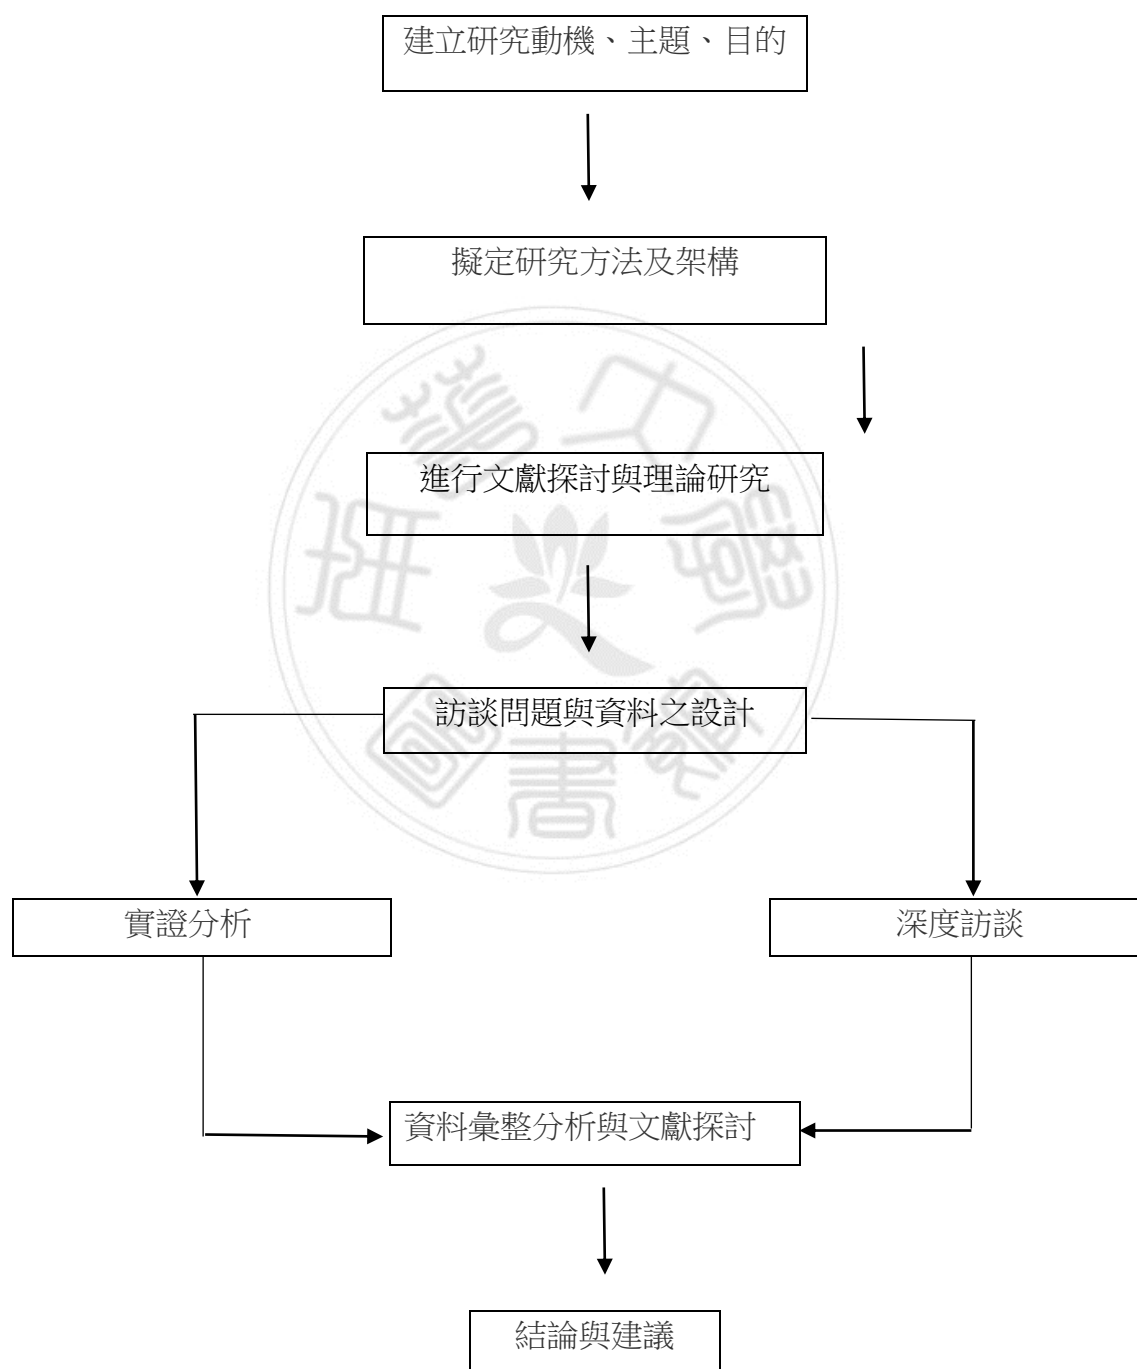 建立研究動機、主題、目的
擬定研究方法及架構
進行文獻探討與理論研究
訪談問題與資料之設計
實證分析
深度訪談
資料彙整分析與文獻探討
結論與建議